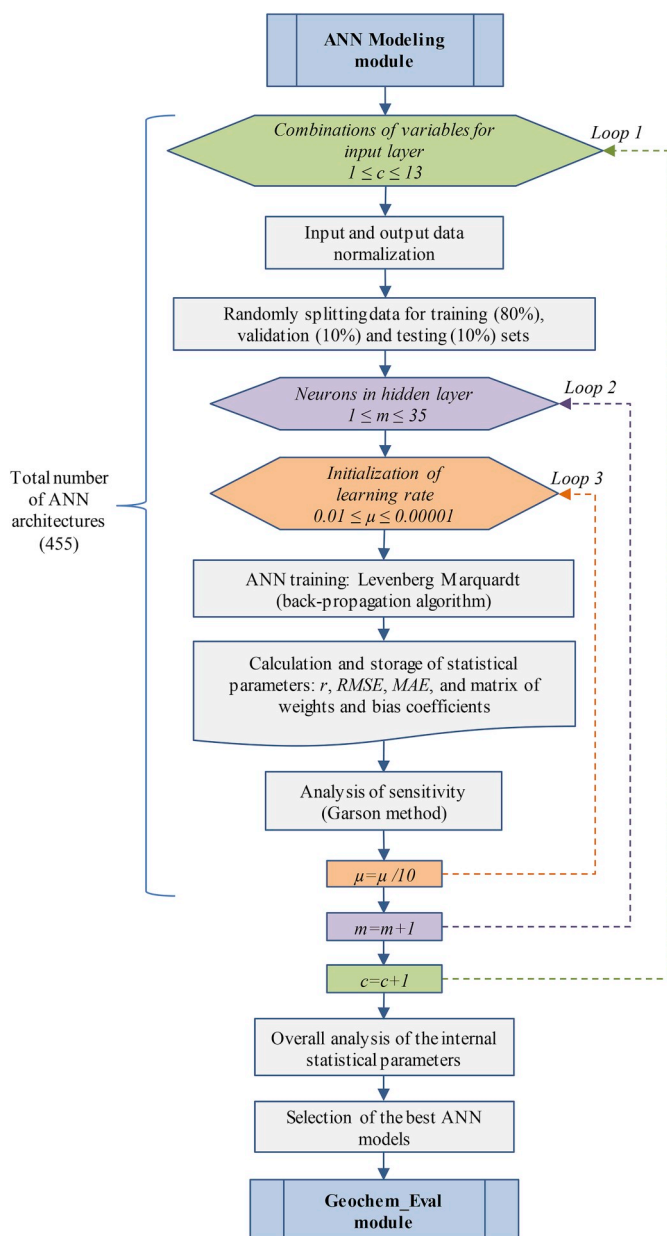 ANN Modeling
module
Combinations of variables for
input layer
1 ≤ c ≤ 13
Loop 1
Input and output data
normalization
Randomly splitting data for training (80%),
validation (10%) and testing (10%) sets
Neurons in hidden layer
1 ≤ m ≤ 35
Loop 2
Initialization of
learning rate
0.01 ≤ μ ≤ 0.00001
Loop 3
Total number
of ANN
architectures
(455)
ANN training: Levenberg Marquardt
(back-propagation algorithm)
Calculation and storage of statistical
parameters: r, RMSE, MAE, and matrix of
weights and bias coefficients
Analysis of sensitivity
(Garson method)
μ=μ /10
m=m+1
c=c+1
Overall analysis of the internal
statistical parameters
Selection of the best ANN
models
Geochem_Eval
module